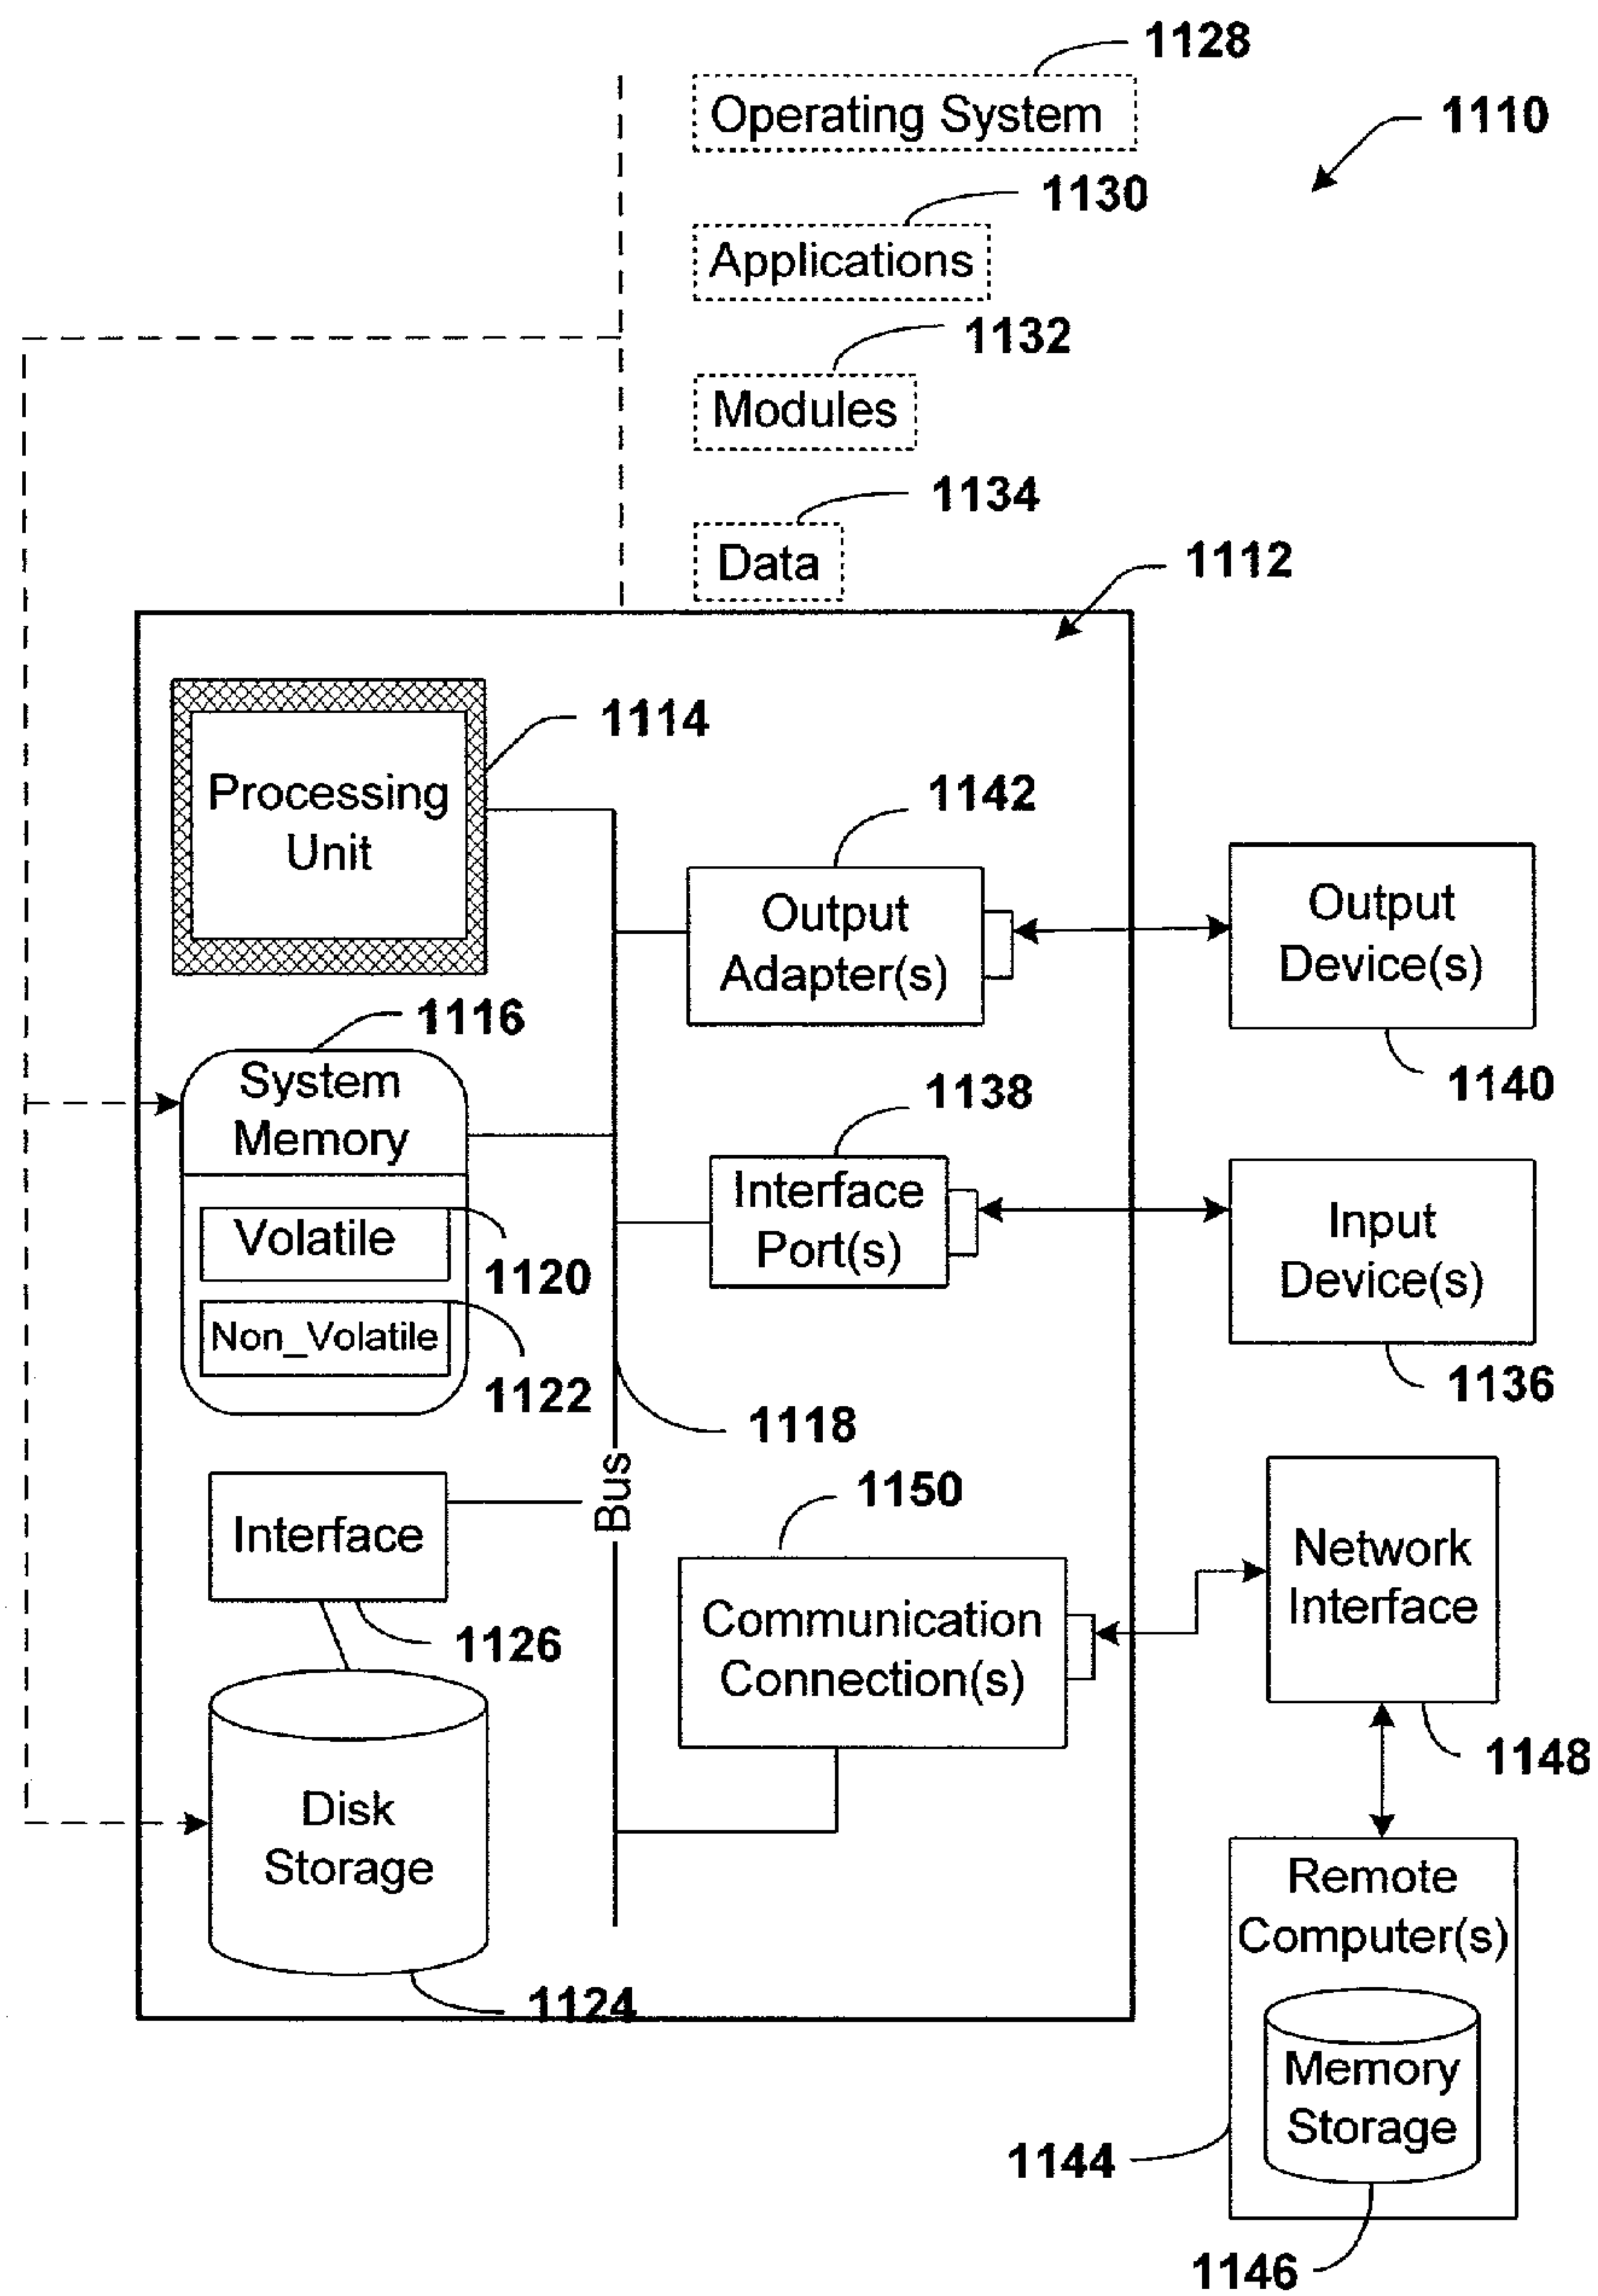 1128
Operating System
1110
1130
Applications
1132
Modules
1134
Data
1112
1114
Processing
Unit
1142
Output
Adapter(s)
Output
Device(s)
1140
1116
System
Memory
Volatile
1120
Non_Volatile
1122
1138
Interface
Port(s)
Input
Device(s)
1136
1118
Bus
Interface
1126
1150
Communication
Connection(s)
Network
Interface
1148
Disk
Storage
1124
Remote
Computer(s)
Memory
Storage
1144
1146